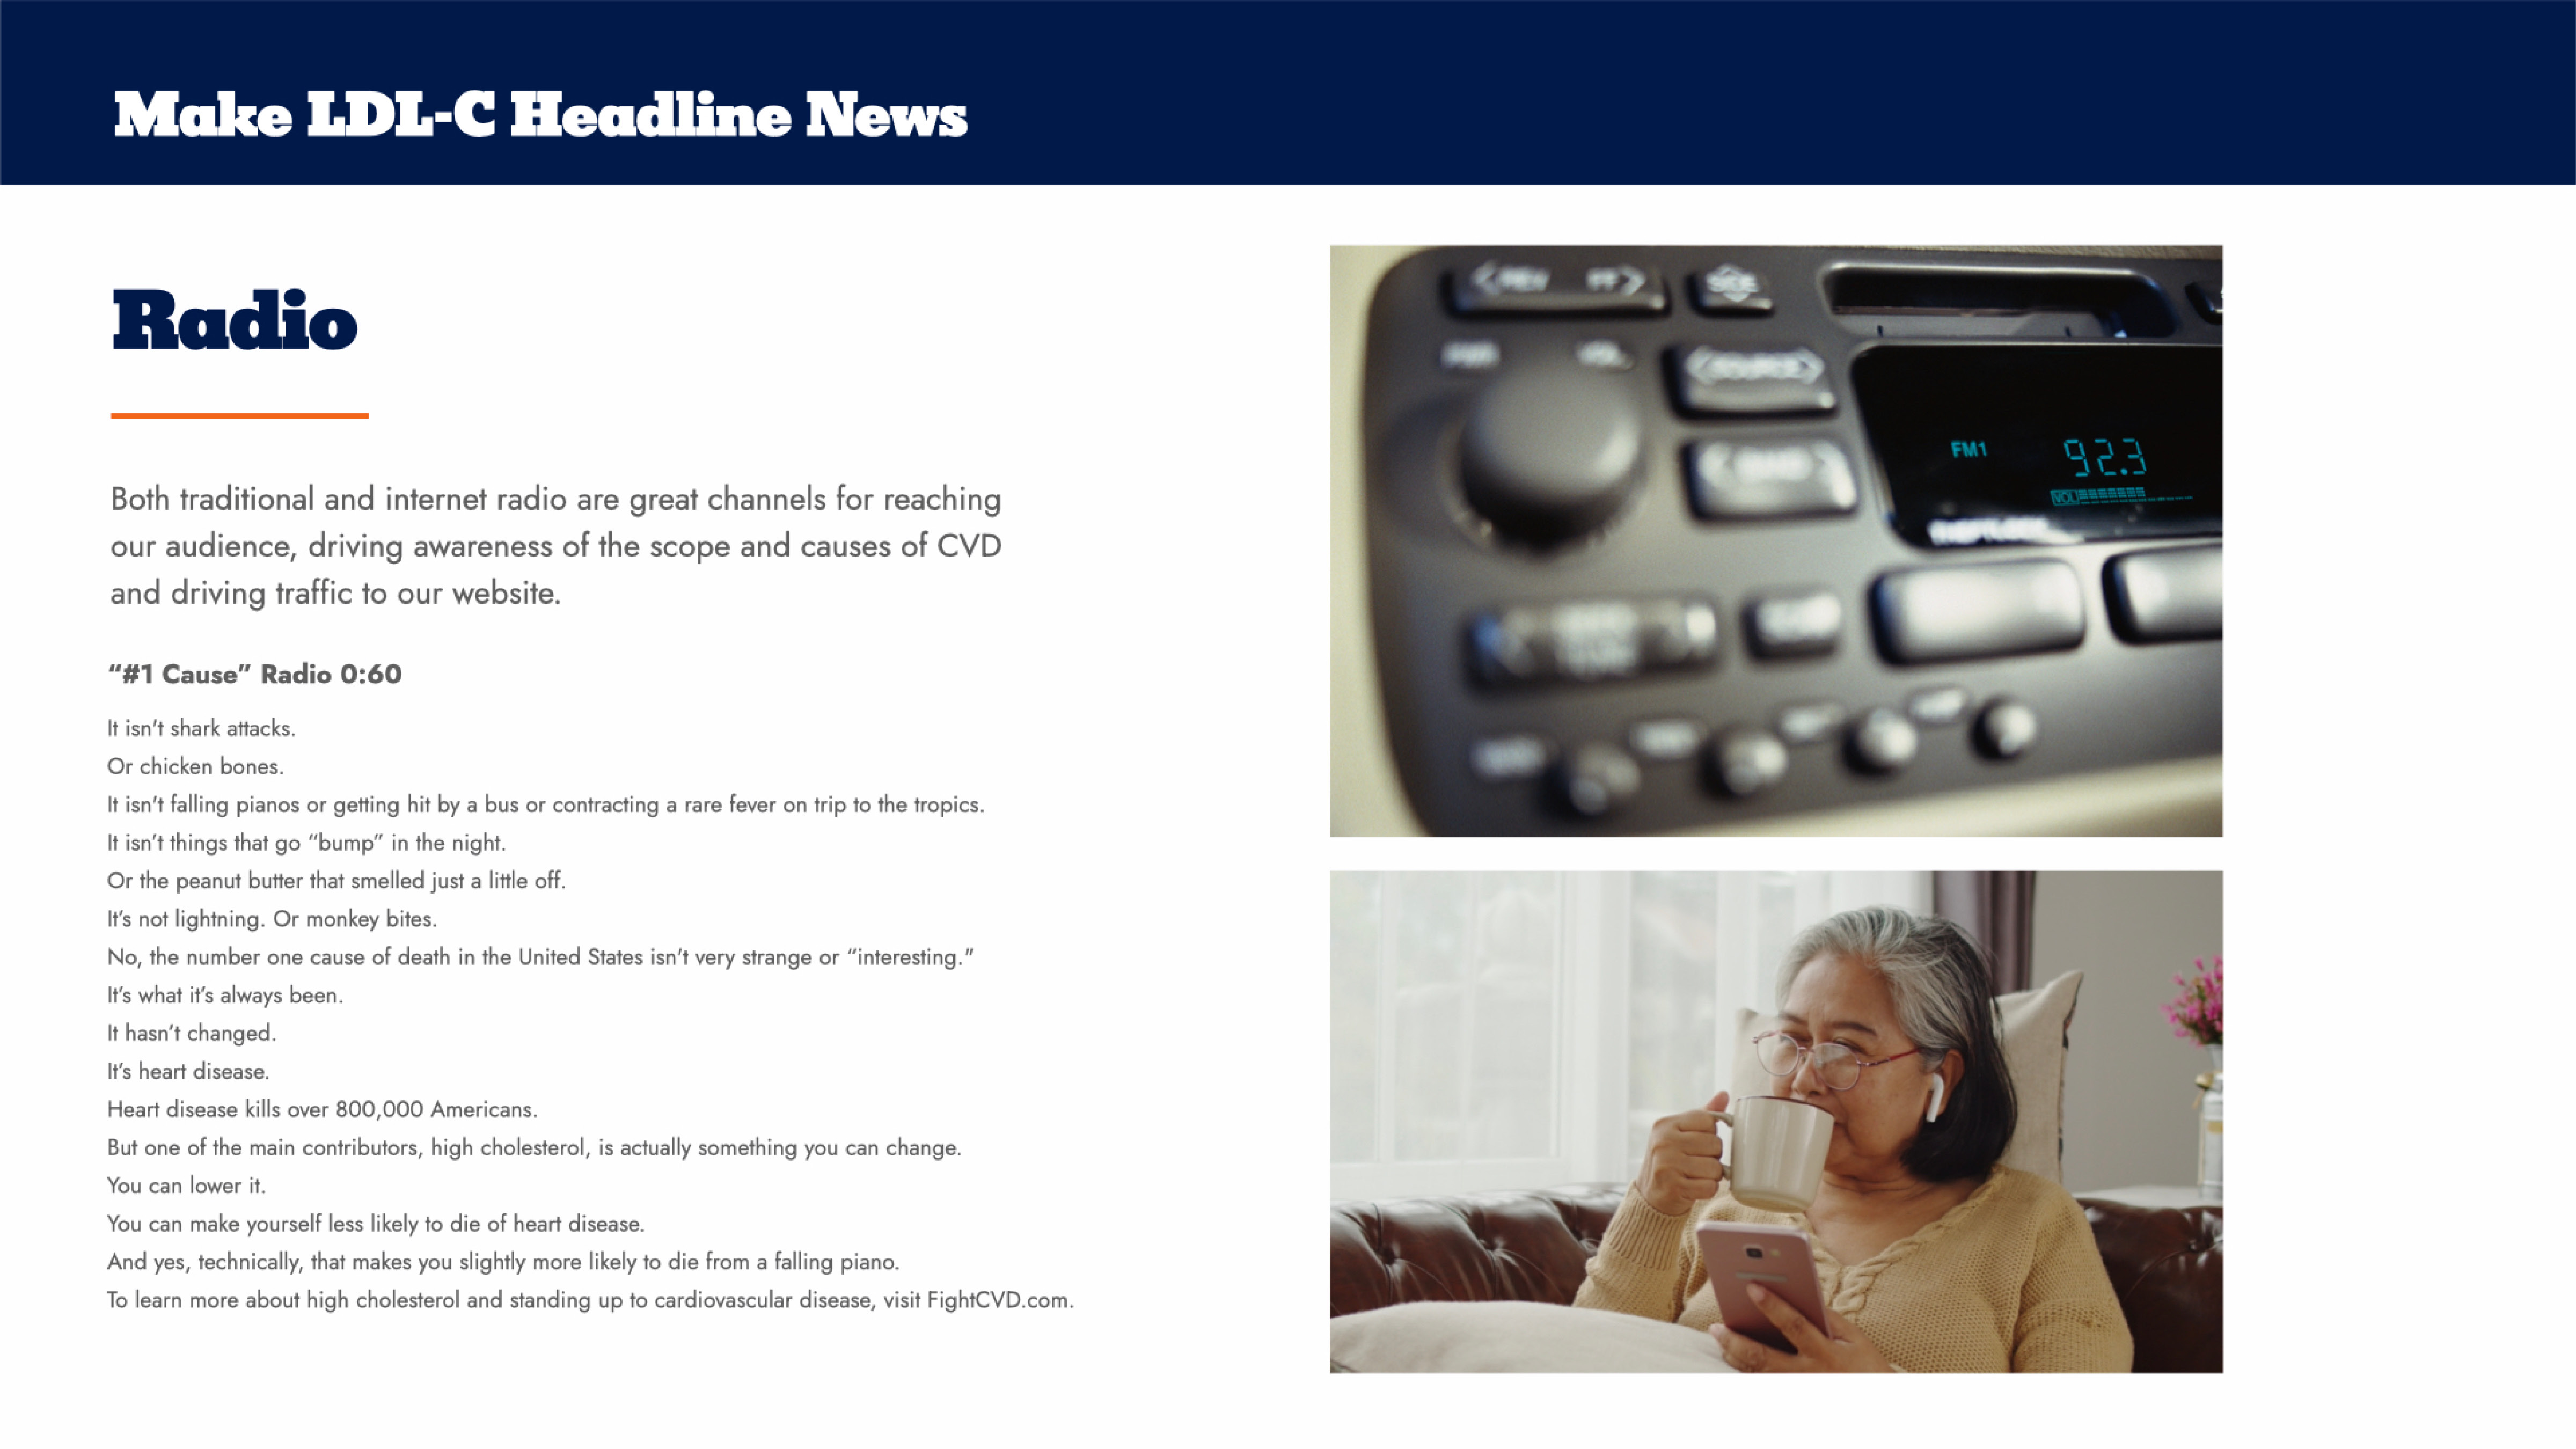 Make LDL-C Headline News
Radio
Both traditional and internet radio are great channels for reaching
our audience, driving awareness of the scope and causes of CVD
and driving traffic to our website.
“#1 Cause” Radio 0:60
It isn't shark attacks.
Or chicken bones.
It isn't falling pianos or getting hit by a bus or contracting a rare fever on trip to the tropics.
It isn’t things that go “bump” in the night.
Or the peanut butter that smelled just a little off.
It’s not lightning. Or monkey bites.
No, the number one cause of death in the United States isn’t very strange or “interesting."
It’s what it’s always been.
It hasn’t changed.
It’s heart disease.
Heart disease kills over 800,000 Americans.
But one of the main contributors, high cholesterol, is actually something you can change.
You can lower it.
You can make yourself less likely to die of heart disease.
And yes, technically, that makes you slightly more likely to die from a falling piano.
To learn more about high cholesterol and standing up to cardiovascular disease, visit FightCVD.com.
REV FF
SIDE
PWR VOL
SOURCE
FM1 92.3
VOL